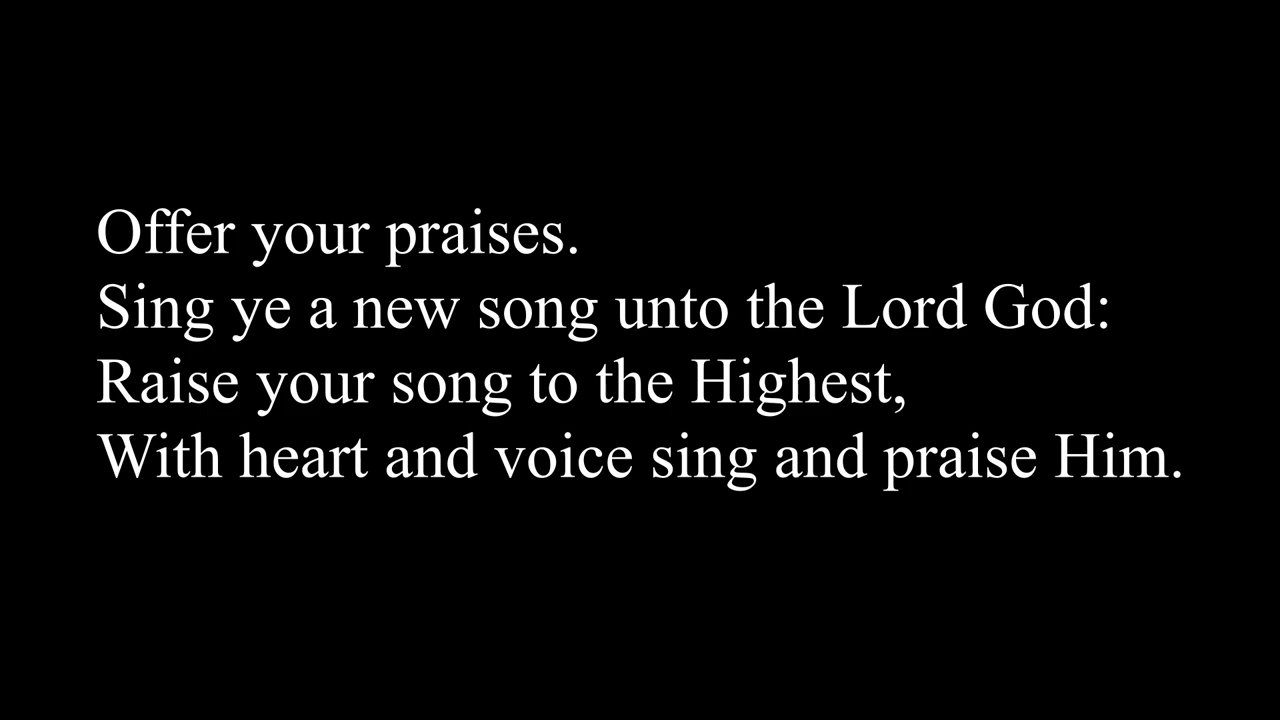 Offer your praises.
Sing ye a new song unto the Lord God:
Raise your song to the Highest,
With heart and voice sing and praise Him.